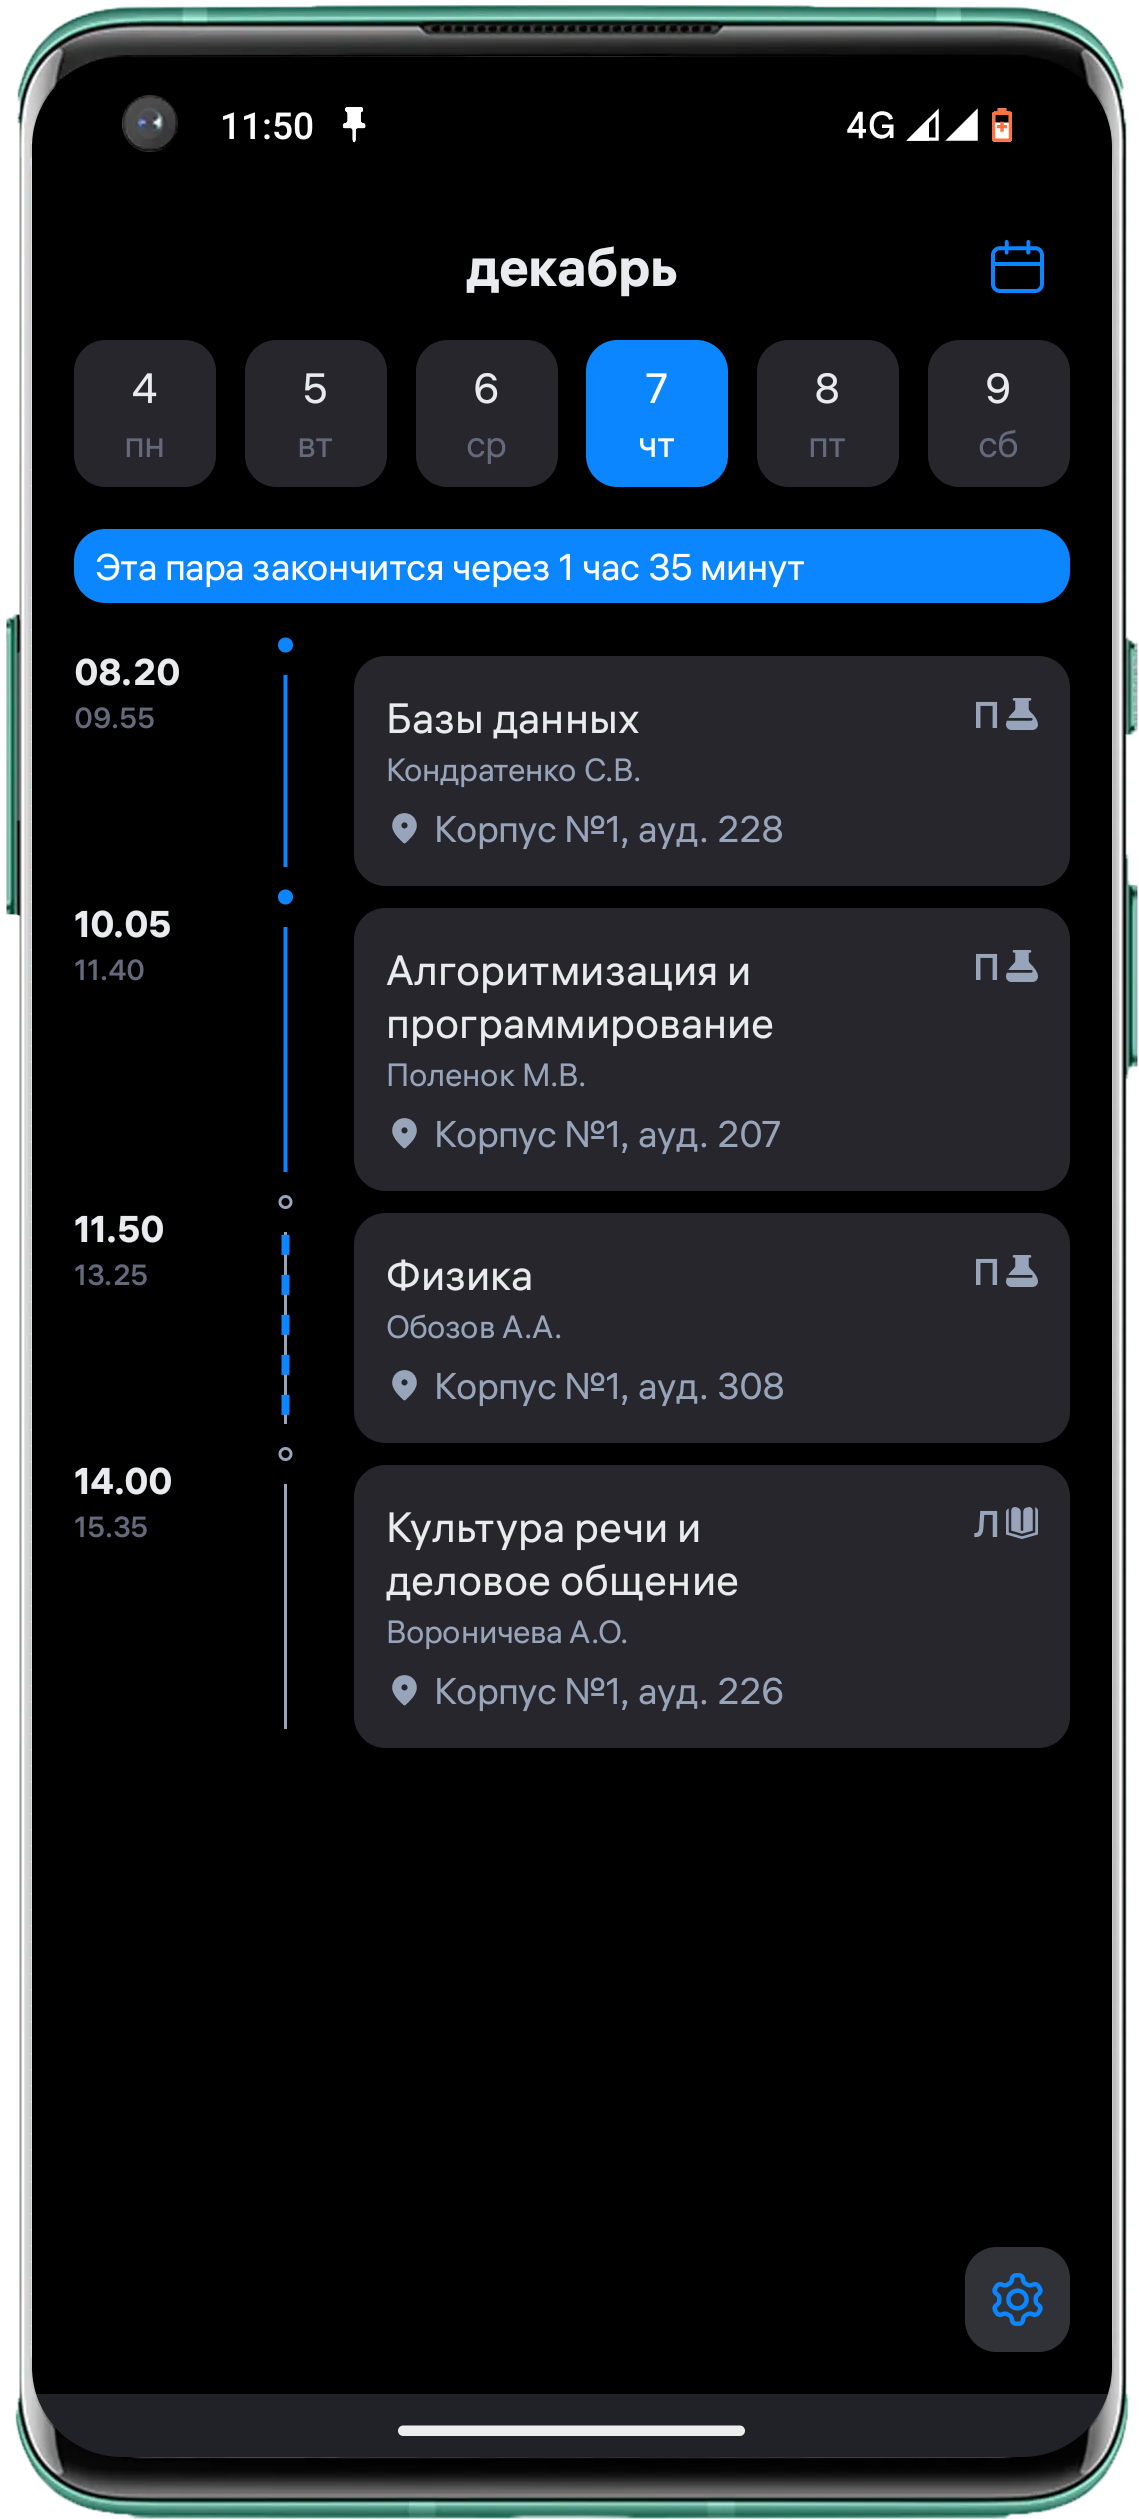 11:50 4G
декабрь
4 5 6 7 8 9
пн вт ср чт пт сб
Эта пара закончится через 1 час 35 минут
08.20
09.55
Базы данных
П
Кондратенко С.В.
Корпус №1, ауд. 228
10.05
11.40
Алгоритмизация и
П
программирование
Поленок М.В.
Корпус №1, ауд. 207
11.50
13.25
Физика
П
Обозов А.А.
Корпус №1, ауд. 308
14.00
15.35
Культура речи и
Л
деловое общение
Вороничева А.О.
Корпус №1, ауд. 226